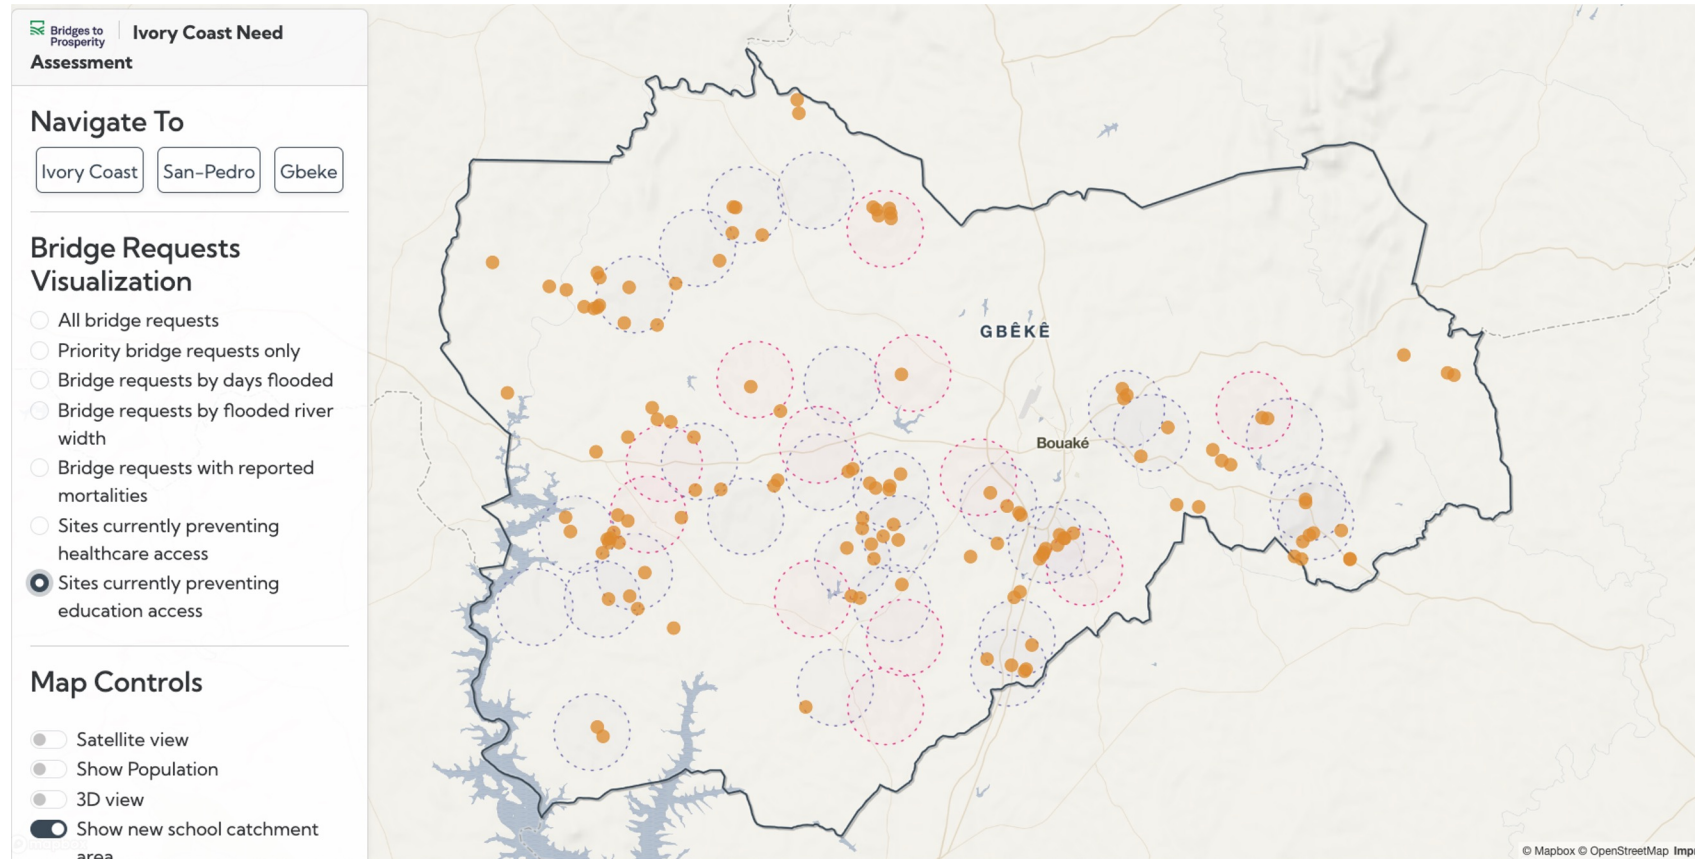 Bridges to
Prosperity
Ivory Coast Need
Assessment
Navigate To
Ivory Coast
San-Pedro
Gbeke
Bridge Requests
Visualization
All bridge requests
Priority bridge requests only
Bridge requests by days flooded
Bridge requests by flooded river
width
Bridge requests with reported
mortalities
Sites currently preventing
healthcare access
Sites currently preventing
education access
Map Controls
Satellite view
Show Population
3D view
Show new school catchment
area
GBÊKÊ
Bouaké
© Mapbox © OpenStreetMap Impr